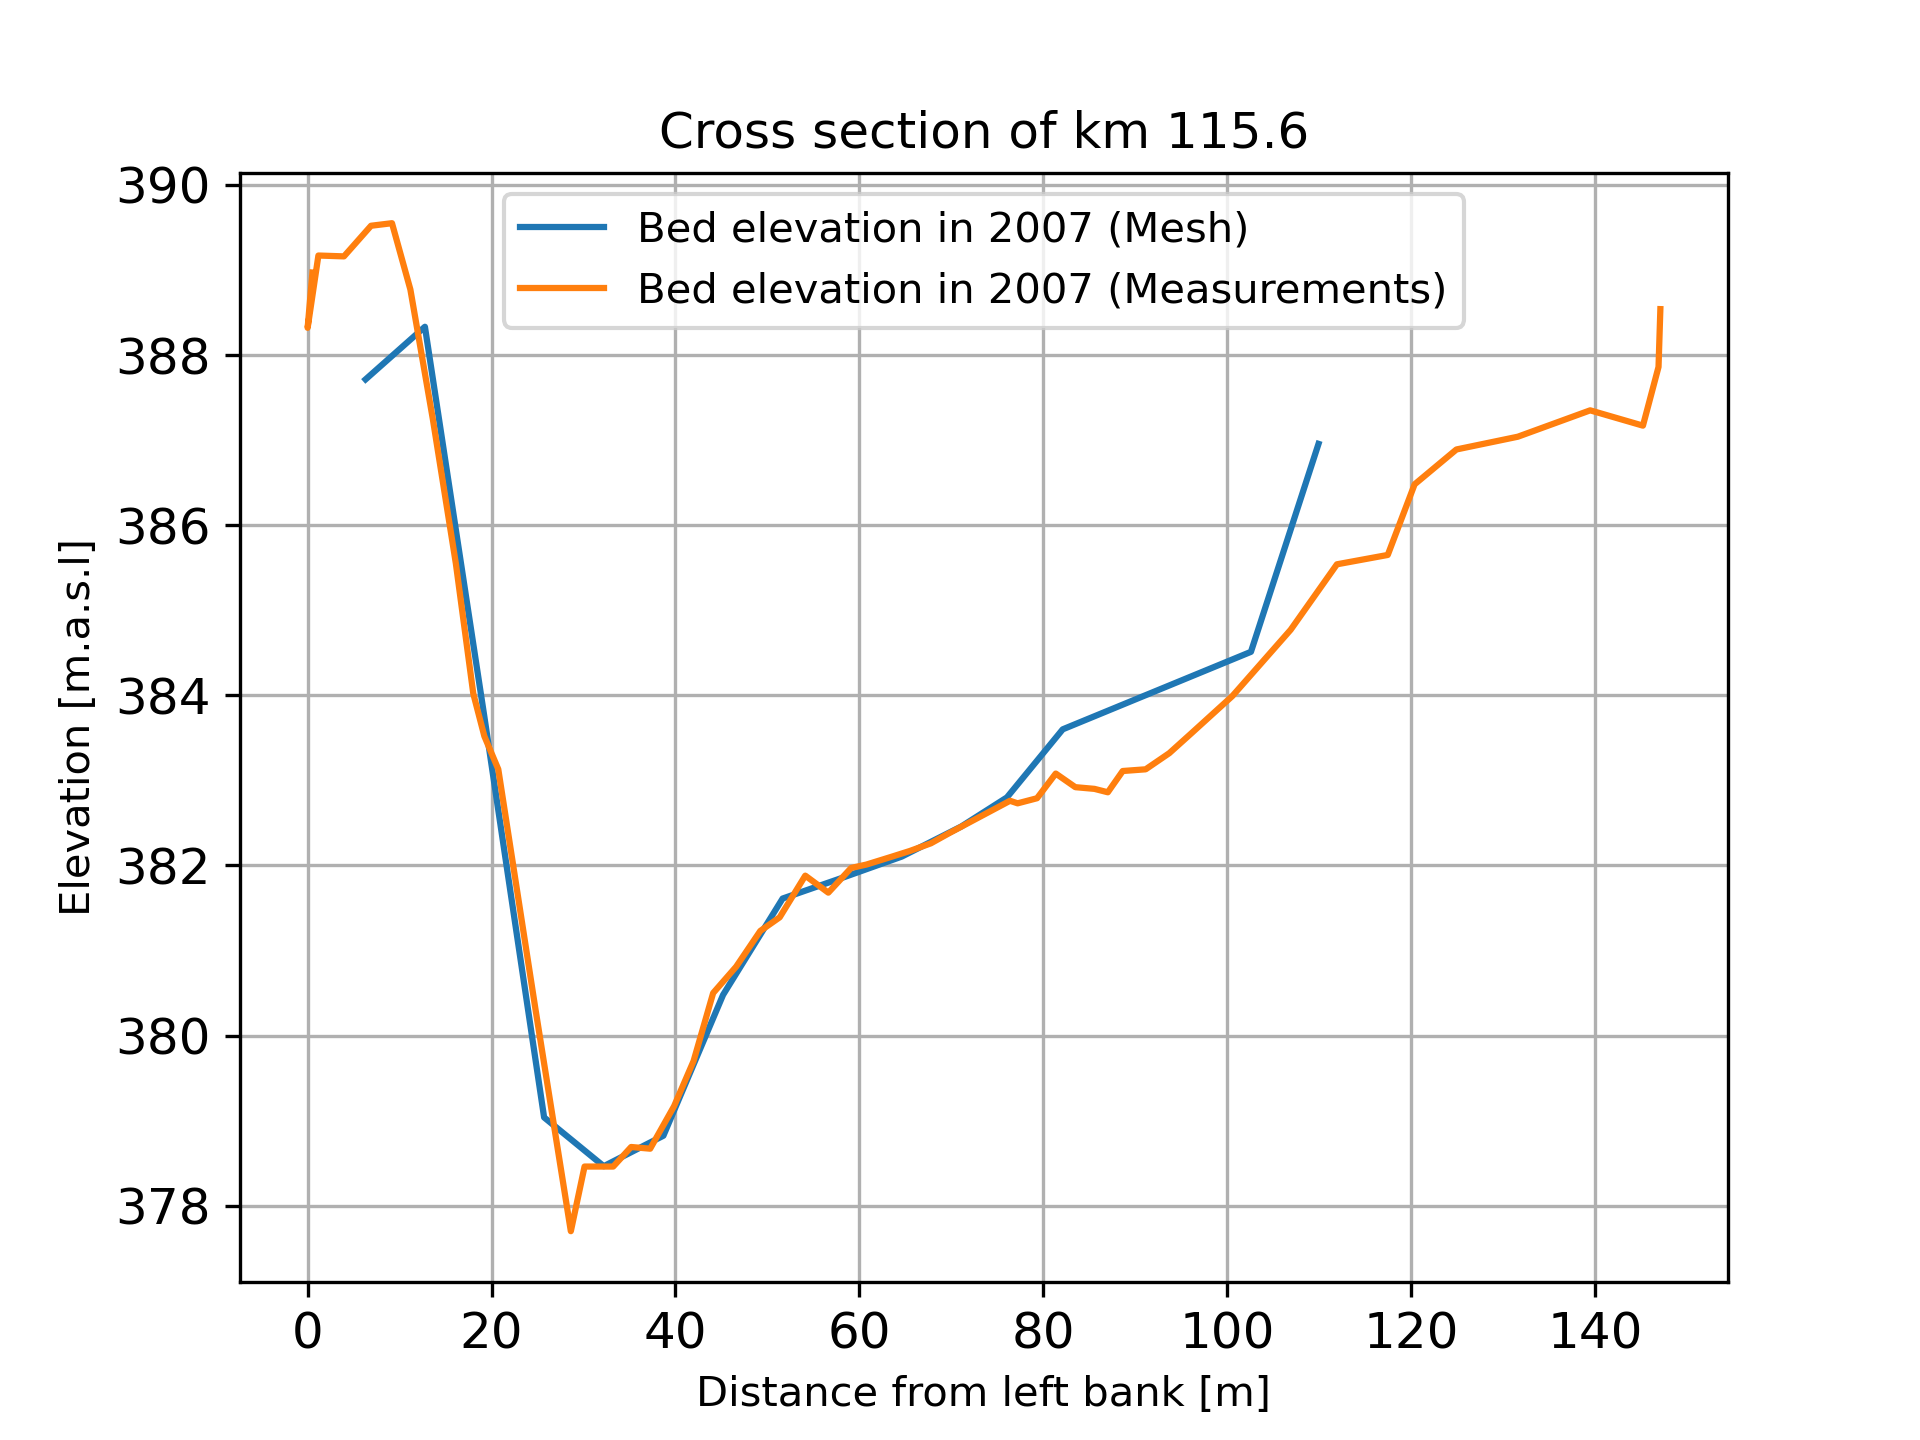 Cross section of km 115.6
390
388
386
384
382
380
378
Elevation [m.a.s.l]
Bed elevation in 2007 (Mesh)
Bed elevation in 2007 (Measurements)
0 20 40 60 80 100 120 140
Distance from left bank [m]